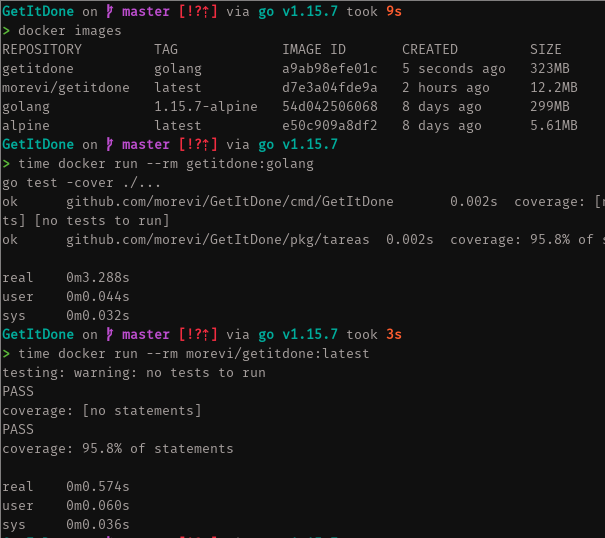 GetItDone on master [!?⇡] via go v1.15.7 took 9s
> docker images
REPOSITORY TAG IMAGE ID CREATED SIZE
getitdone golang a9ab98efe01c 5 seconds ago 323MB
morevi/getitdone latest d7e3a04fde9a 2 hours ago 12.2MB
golang 1.15.7-alpine 54d042506068 8 days ago 299MB
alpine latest e50c909a8df2 8 days ago 5.61MB
GetItDone on master [!?⇡] via go v1.15.7
> time docker run --rm getitdone:golang
go test -cover ./...
ok github.com/morevi/GetItDone/cmd/GetItDone 0.002s coverage: [
ts] [no tests to run]
ok github.com/morevi/GetItDone/pkg/tareas 0.002s coverage: 95.8% of
real 0m3.288s
user 0m0.044s
sys 0m0.032s
GetItDone on master [!?⇡] via go v1.15.7 took 3s
> time docker run --rm morevi/getitdone:latest
testing: warning: no tests to run
PASS
coverage: [no statements]
PASS
coverage: 95.8% of statements
real 0m0.574s
user 0m0.060s
sys 0m0.036s